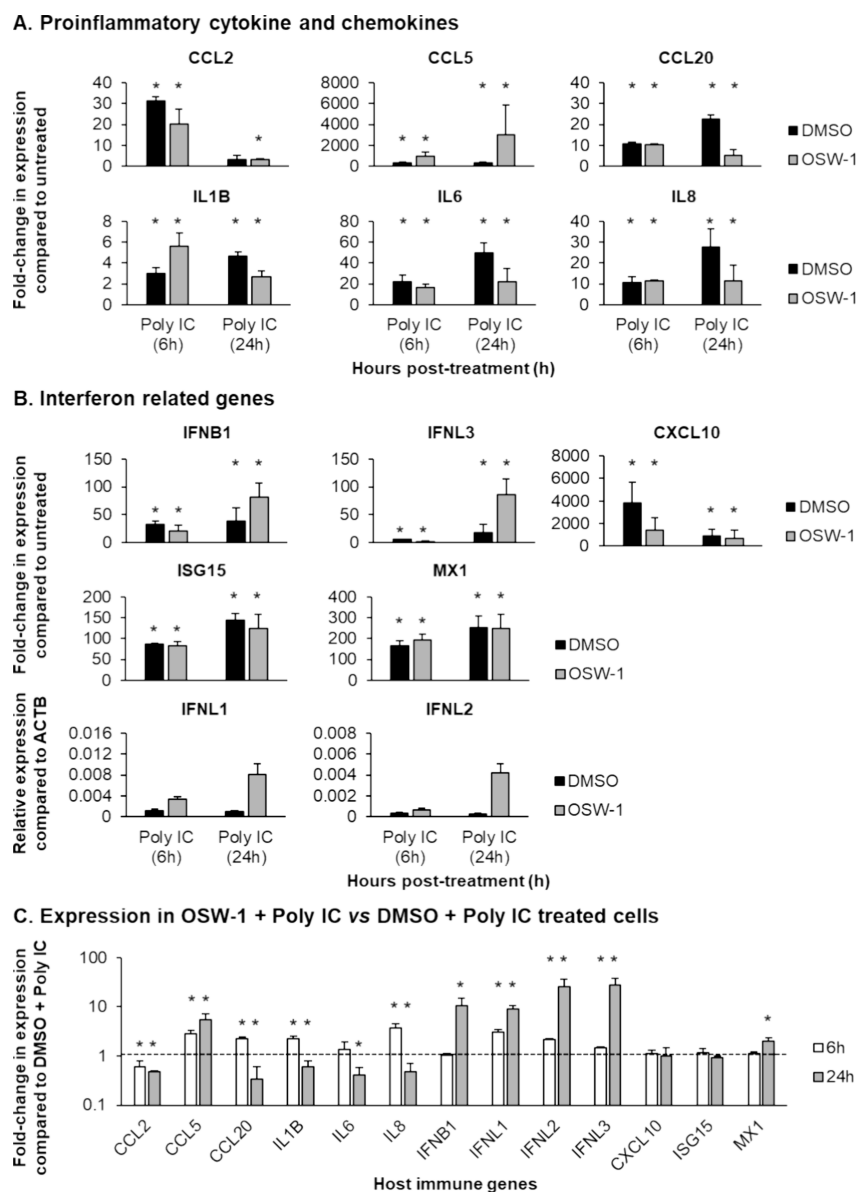 A. Proinflammatory cytokine and chemokines
CCL2
CCL5
CCL20
Fold-change in expression
compared to untreated
40
30
20
10
0
* *
*
8000
6000
4000
2000
0
* *
* *
40
30
20
10
0
* *
* *
DMSO
OSW-1
IL1B
IL6
IL8
8
6
4
2
0
* *
* *
80
60
40
20
0
* *
* *
40
30
20
10
0
* *
* *
DMSO
OSW-1
Poly IC Poly IC
(6h) (24h)
Poly IC Poly IC
(6h) (24h)
Poly IC Poly IC
(6h) (24h)
Hours post-treatment (h)
B. Interferon related genes
IFNB1
IFNL3
CXCL10
Fold-change in expression
compared to untreated
150
100
50
0
* *
* *
150
100
50
0
* *
* *
8000
6000
4000
2000
0
* *
* *
DMSO
OSW-1
ISG15
MX1
200
150
100
50
0
* *
* *
400
300
200
100
0
* *
* *
DMSO
OSW-1
IFNL1
IFNL2
Relative expression
compared to ACTB
0.016
0.012
0.008
0.004
0
0.008
0.006
0.004
0.002
0
DMSO
OSW-1
Poly IC Poly IC
(6h) (24h)
Poly IC Poly IC
(6h) (24h)
Hours post-treatment (h)
C. Expression in OSW-1 + Poly IC vs DMSO + Poly IC treated cells
Fold-change in expression
compared to DMSO + Poly IC
100
10
1
0.1
* *
* *
* *
* *
*
* *
*
* *
* *
* *
*
6h
24h
CCL2
CCL5
CCL20
IL1B
IL6
IL8
IFNB1
IFNL1
IFNL2
IFNL3
CXCL10
ISG15
MX1
Host immune genes